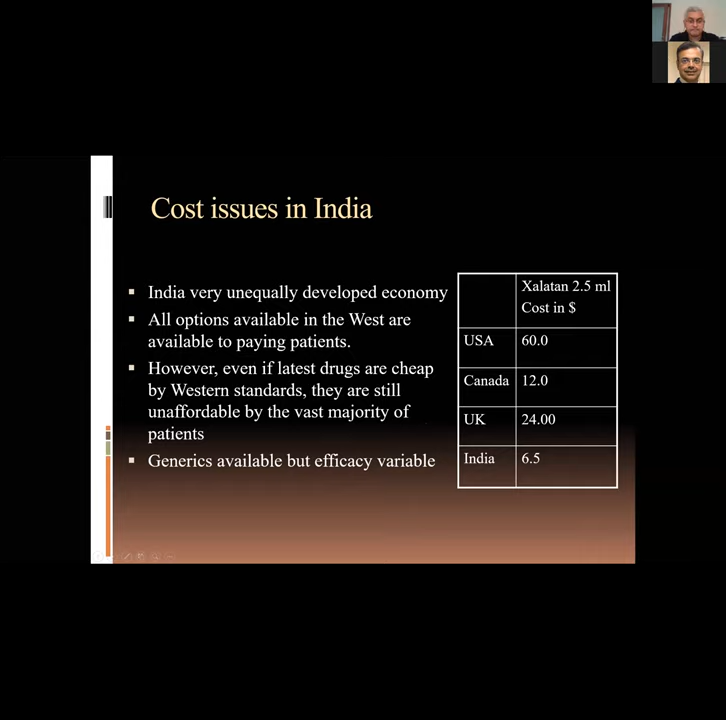 Cost issues in India
▪ India very unequally developed economy
▪ All options available in the West are
available to paying patients.
▪ However, even if latest drugs are cheap
by Western standards, they are still
unaffordable by the vast majority of
patients
▪ Generics available but efficacy variable
Xalatan 2.5 ml
Cost in $
USA 60.0
Canada 12.0
UK 24.00
India 6.5